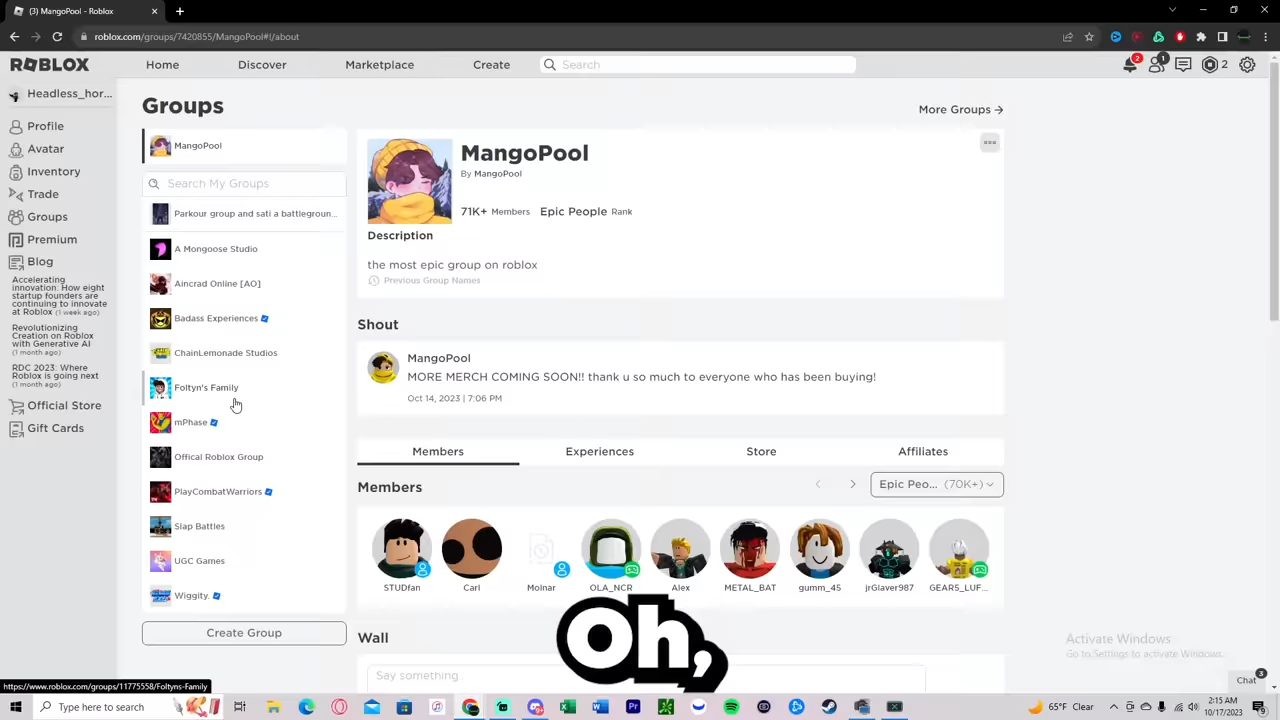 (3) MangoPool - Roblox
roblox.com/groups/7420855/MangoPool#!/about
ROBLOX
Home
Discover
Marketplace
Create
Search
2
1
2
Headless_hor...
Profile
Avatar
Inventory
Trade
Groups
Premium
Blog
Accelerating
innovation: How eight
startup founders are
continuing to innovate
at Roblox (1 week ago)
Revolutionizing
Creation on Roblox
with Generative AI
(1 month ago)
RDC 2023: Where
Roblox is going next
(1 month ago)
Official Store
Gift Cards
Groups
More Groups →
MangoPool
Search My Groups
Parkour group and sati a battlegroun...
A Mongoose Studio
Aincrad Online [AO]
Badass Experiences
ChainLemonade Studios
Foltyn's Family
mPhase
Offical Roblox Group
PlayCombatWarriors
Slap Battles
UGC Games
Wiggity.
Create Group
MangoPool
By MangoPool
71K+ Members Epic People Rank
Description
the most epic group on roblox
Previous Group Names
Shout
MangoPool
MORE MERCH COMING SOON!! thank u so much to everyone who has been buying!
Oct 14, 2023 | 7:06 PM
Members
Experiences
Store
Affiliates
Members
Epic Peo... (70K+)
STUDfan
Cari
Molnar
OLA_NCR
Alex
METAL_BAT
gumm_45
jrGlaver987
GEAR5_LUF...
Oh,
Wall
Say something...
Activate Windows
Go to Settings to activate Windows.
Chat
3
https://www.roblox.com/groups/11775558/Foltyns-Family
Type here to search
65°F Clear
2:15 AM
10/17/2023